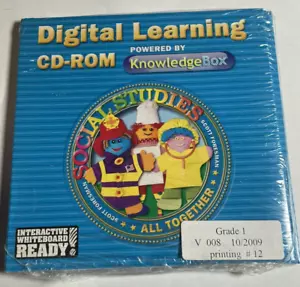 Digital Learning
CD-ROM
POWERED BY
KnowledgeBox
SOCIAL STUDIES
SCOTT FORESMAN
SCOTT FORESMAN
ALL TOGETHER
INTERACTIVE
WHITEBOARD
READY!
Grade 1
V 008 10/2009
printing # 12